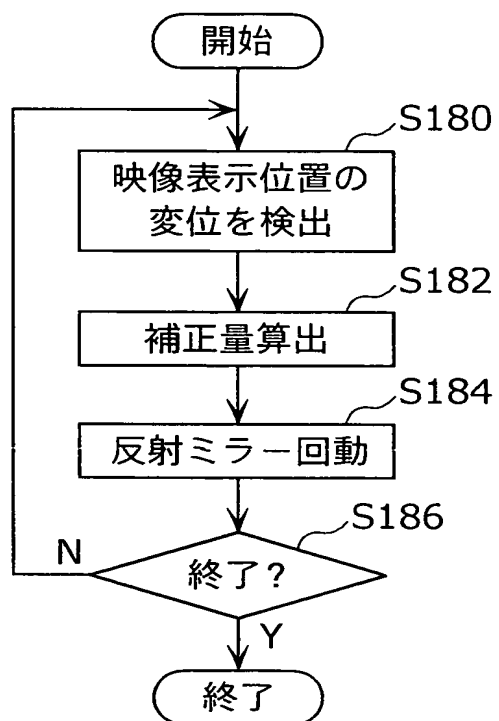 開始
S180
映像表示位置の
変位を検出
S182
補正量算出
S184
反射ミラー回動
S186
N
終了?
Y
終了